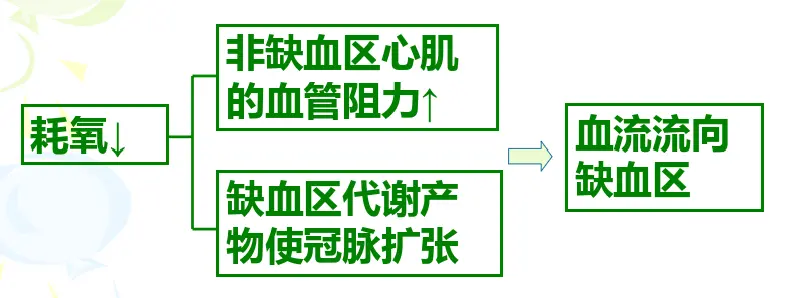 非缺血区心肌
的血管阻力↑
耗氧↓
缺血区代谢产
物使冠脉扩张
血流流向
缺血区